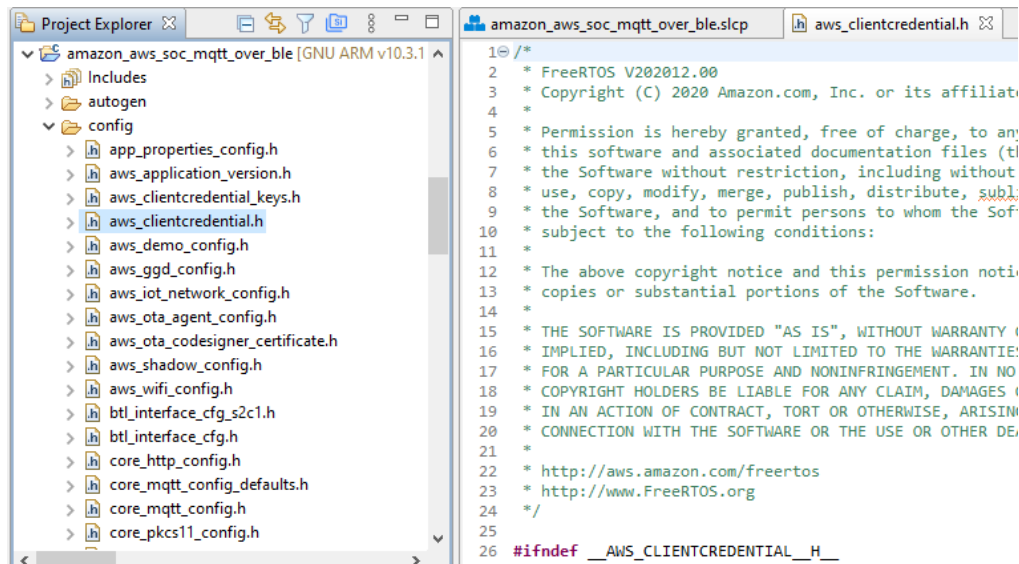 Project Explorer
amazon_aws_soc_mqtt_over_ble [GNU ARM v10.3.1
Includes
autogen
config
app_properties_config.h
aws_application_version.h
aws_clientcredential_keys.h
aws_clientcredential.h
aws_demo_config.h
aws_ggd_config.h
aws_iot_network_config.h
aws_ota_agent_config.h
aws_ota_codesigner_certificate.h
aws_shadow_config.h
aws_wifi_config.h
btl_interface_cfg_s2c1.h
btl_interface_cfg.h
core_http_config.h
core_mqtt_config_defaults.h
core_mqtt_config.h
core_pkcs11_config.h
amazon_aws_soc_mqtt_over_ble.slcp
aws_clientcredential.h
1 /*
2 * FreeRTOS V202012.00
3 * Copyright (C) 2020 Amazon.com, Inc. or its affiliate
4 *
5 * Permission is hereby granted, free of charge, to any
6 * this software and associated documentation files (th
7 * the Software without restriction, including without
8 * use, copy, modify, merge, publish, distribute, subli
9 * the Software, and to permit persons to whom the Soft
10 * subject to the following conditions:
11 *
12 * The above copyright notice and this permission notic
13 * copies or substantial portions of the Software.
14 *
15 * THE SOFTWARE IS PROVIDED "AS IS", WITHOUT WARRANTY O
16 * IMPLIED, INCLUDING BUT NOT LIMITED TO THE WARRANTIES
17 * FOR A PARTICULAR PURPOSE AND NONINFRINGEMENT. IN NO
18 * COPYRIGHT HOLDERS BE LIABLE FOR ANY CLAIM, DAMAGES O
19 * IN AN ACTION OF CONTRACT, TORT OR OTHERWISE, ARISING
20 * CONNECTION WITH THE SOFTWARE OR THE USE OR OTHER DEA
21 *
22 * http://aws.amazon.com/freertos
23 * http://www.FreeRTOS.org
24 */
25
26 #ifndef __AWS_CLIENTCREDENTIAL__H__